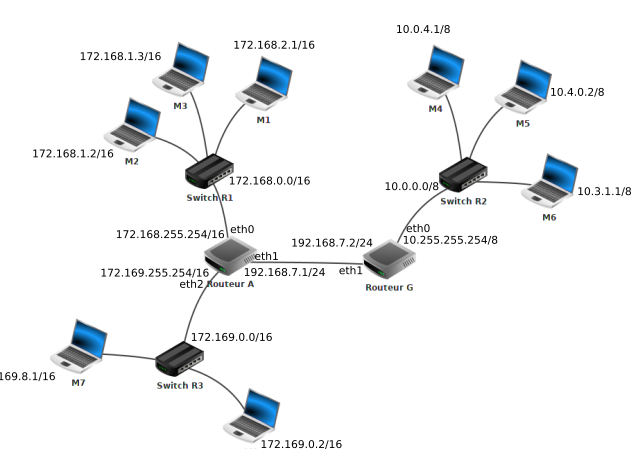 10.0.4.1/8
172.168.2.1/16
172.168.1.3/16
M3
M1
M4
10.4.0.2/8
M5
172.168.1.2/16
M2
172.168.0.0/16
Switch R1
10.0.0.0/8
Switch R2
10.3.1.1/8
M6
172.168.255.254/16
eth0
eth0
10.255.255.254/8
192.168.7.2/24
eth1
172.169.255.254/16
192.168.7.1/24
eth1
eth2
Routeur A
Routeur G
172.169.0.0/16
169.8.1/16
M7
Switch R3
172.169.0.2/16